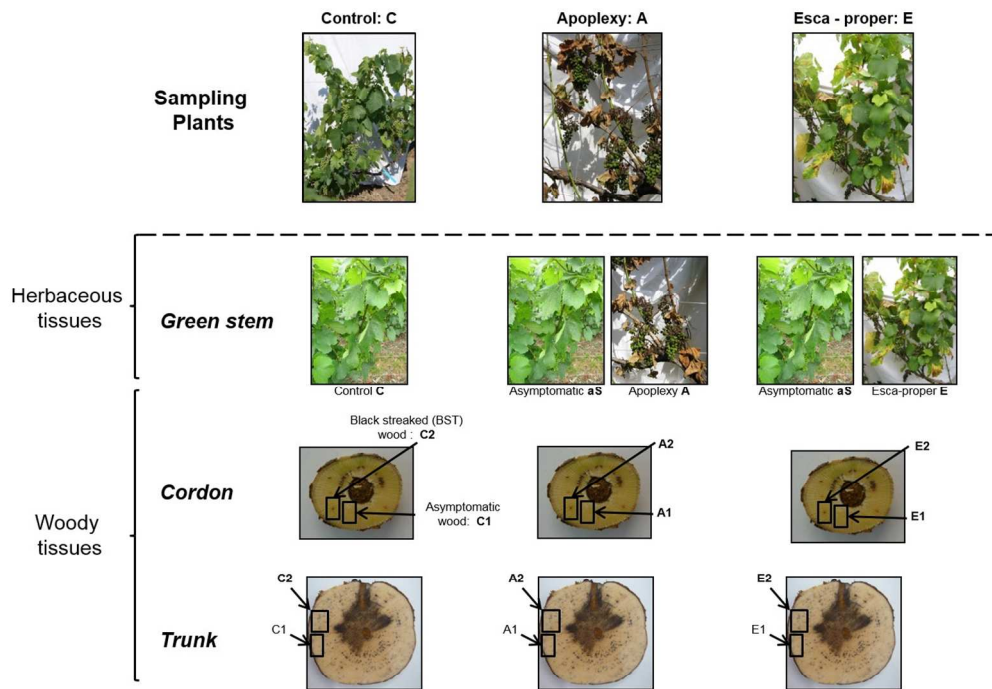 Control: C
Apoplexy: A
Esca - proper: E
Sampling
Plants
Herbaceous
tissues
Green stem
Control C
Asymptomatic aS
Apoplexy A
Asymptomatic aS
Esca-proper E
Woody
tissues
Cordon
Black streaked (BST)
wood : C2
Asymptomatic
wood: C1
A2
A1
E2
E1
Trunk
C2
C1
A2
A1
E2
E1